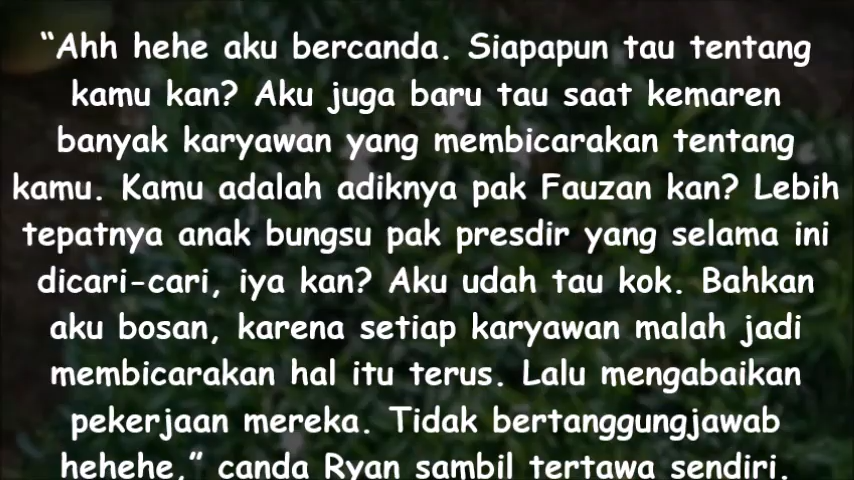 “Ahh hehe aku bercanda. Siapapun tau tentang
kamu kan? Aku juga baru tau saat kemaren
banyak karyawan yang membicarakan tentang
kamu. Kamu adalah adiknya pak Fauzan kan? Lebih
tepatnya anak bungsu pak presdir yang selama ini
dicari-cari, iya kan? Aku udah tau kok. Bahkan
aku bosan, karena setiap karyawan malah jadi
membicarakan hal itu terus. Lalu mengabaikan
pekerjaan mereka. Tidak bertanggungjawab
hehehe,” canda Ryan sambil tertawa sendiri.